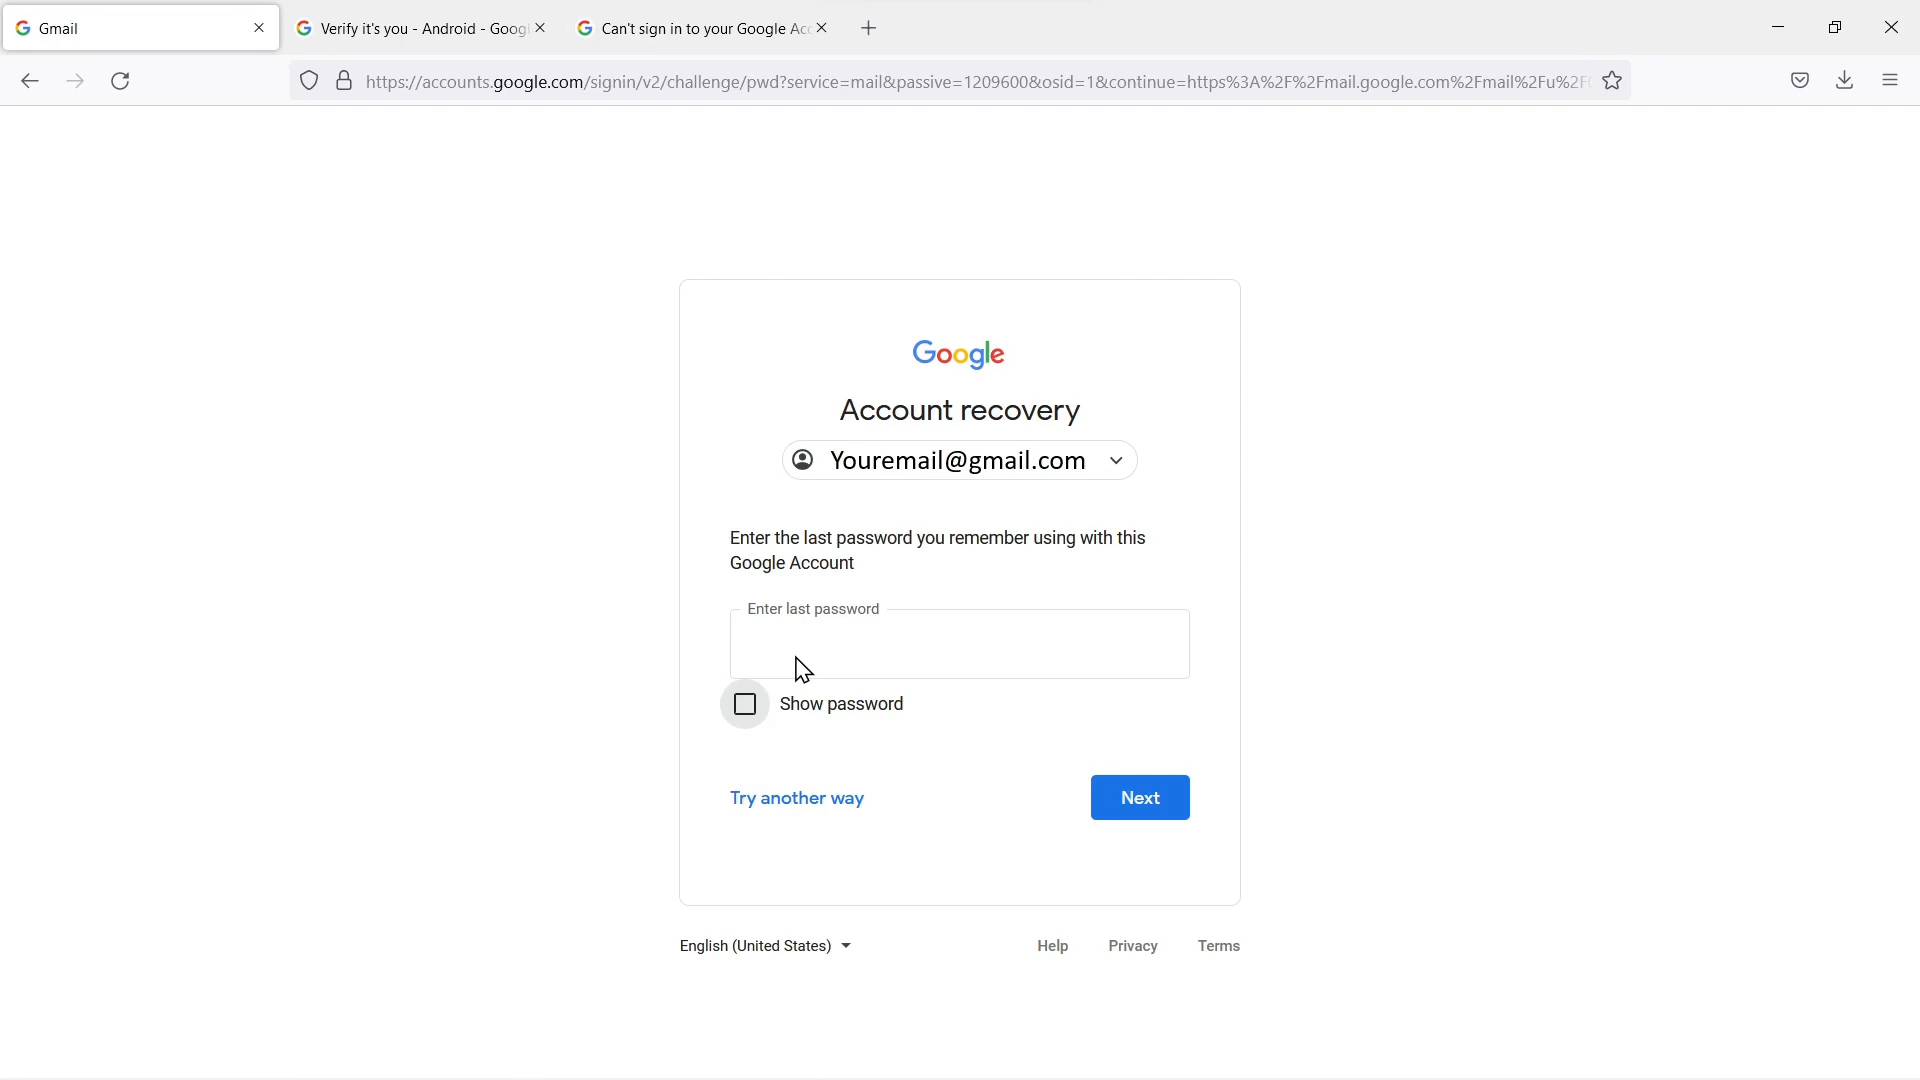 Gmail
Verify it's you - Android - Goog
Can't sign in to your Google Acc
https://accounts.google.com/signin/v2/challenge/pwd?service=mail&passive=1209600&osid=1&continue=https%3A%2F%2Fmail.google.com%2Fmail%2Fu%2F
Google
Account recovery
Youremail@gmail.com
Enter the last password you remember using with this
Google Account
Enter last password
Show password
Try another way
Next
English (United States)
Help
Privacy
Terms